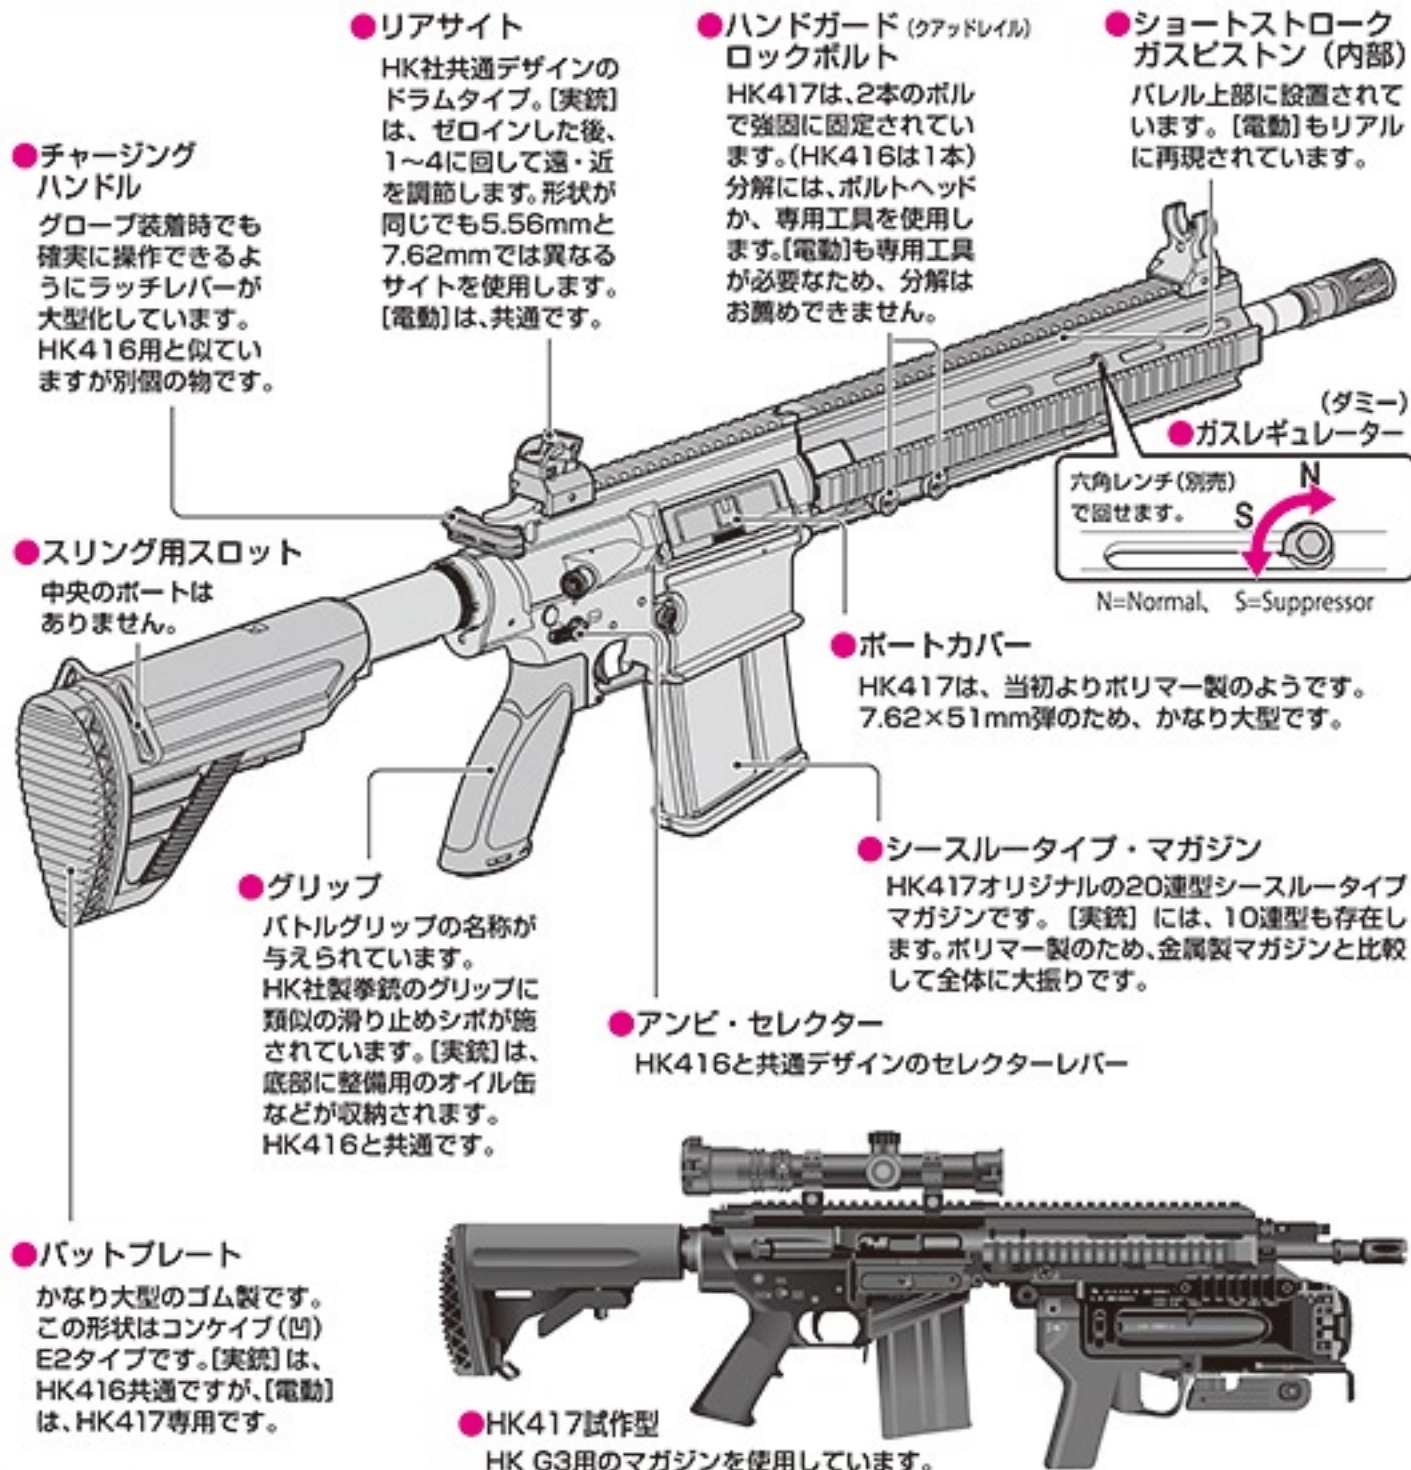 ●リアサイト
HK社共通デザインの
ドラムタイプ。[実銃]
は、ゼロインした後、
1〜4に回して遠・近
を調節します。形状が
同じでも5.56mmと
7.62mmでは異なる
サイトを使用します。
[電動]は、共通です。
●ハンドガード(クアッドレイル)
ロックボルト
HK417は、2本のボル
で強固に固定されてい
ます。(HK416は1本)
分解には、ボルトヘッド
か、専用工具を使用し
ます。[電動]も専用工具
が必要なため、分解は
お薦めできません。
●ショートストローク
ガスピストン(内部)
バレル上部に設置されて
います。[電動]もリアル
に再現されています。
●チャージング
ハンドル
グローブ装着時でも
確実に操作できるよ
うにラッチレバーが
大型化しています。
HK416用と似てい
ますが別個の物です。
(ダミー)
●ガスレギュレーター
六角レンチ(別売)
で回せます。
N
S
N=Normal、 S=Suppressor
●スリング用スロット
中央のポートは
ありません。
●ポートカバー
HK417は、当初よりポリマー製のようです。
7.62×51mm弾のため、かなり大型です。
●シースルータイプ・マガジン
HK417オリジナルの20連型シースルータイプ
マガジンです。[実銃]には、10連型も存在し
ます。ポリマー製のため、金属製マガジンと比較
して全体に大振りです。
●グリップ
バトルグリップの名称が
与えられています。
HK社製拳銃のグリップに
類似の滑り止めシボが施
されています。[実銃]は、
底部に整備用のオイル缶
などが収納されます。
HK416と共通です。
●アンビ・セレクター
HK416と共通デザインのセレクターレバー
●バットプレート
かなり大型のゴム製です。
この形状はコンケイブ(凹)
E2タイプです。[実銃]は、
HK416共通ですが、[電動]
は、HK417専用です。
●HK417試作型
HK G3用のマガジンを使用しています。